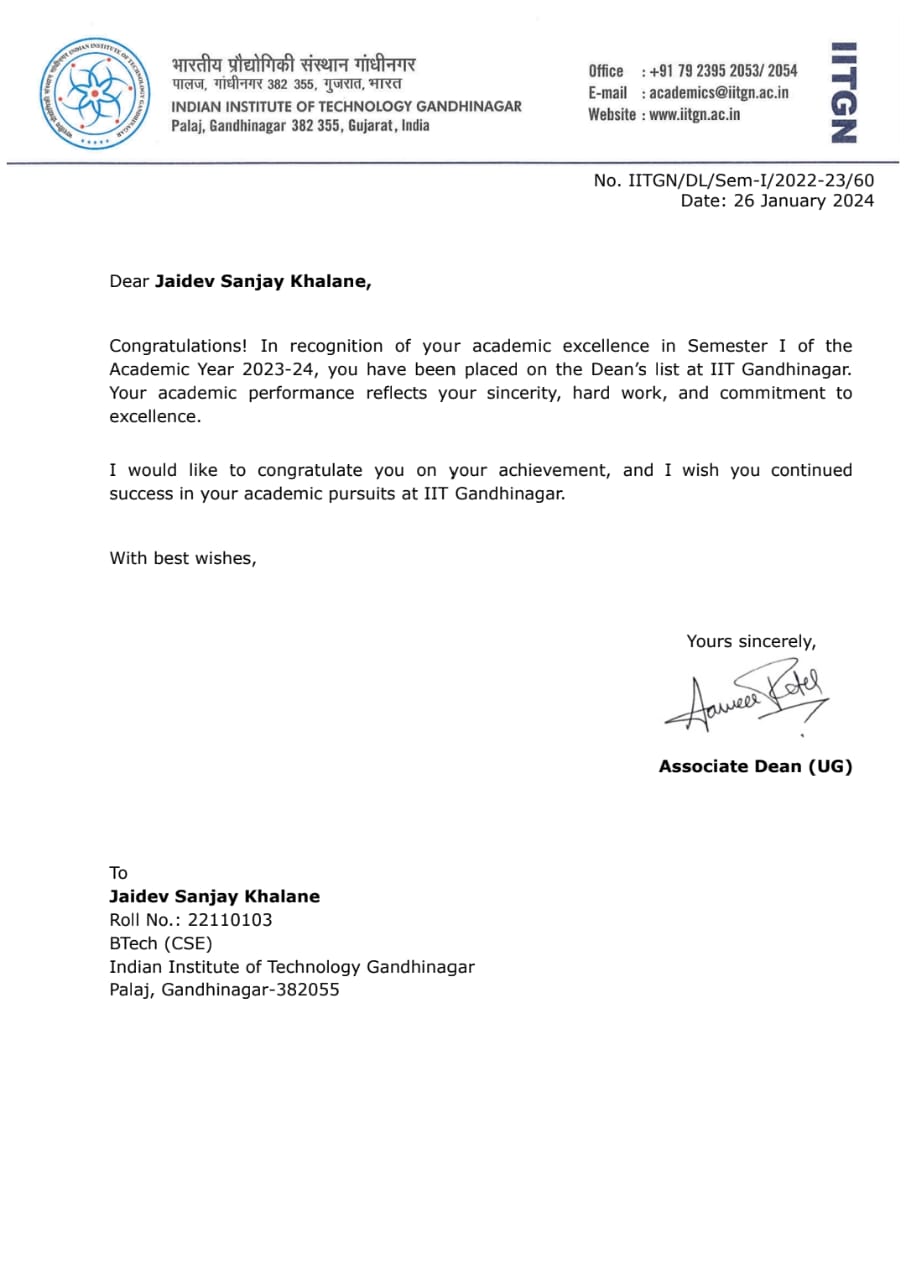 भारतीय प्रौद्योगिकी संस्थान गांधीनगर
पालज, गांधीनगर 382 355, गुजरात, भारत
INDIAN INSTITUTE OF TECHNOLOGY GANDHINAGAR
Palaj, Gandhinagar 382 355, Gujarat, India
Office : +91 79 2395 2053/ 2054
E-mail : academics@iitgn.ac.in
Website : www.iitgn.ac.in
IITGN
No. IITGN/DL/Sem-I/2022-23/60
Date: 26 January 2024
Dear Jaidev Sanjay Khalane,
Congratulations! In recognition of your academic excellence in Semester I of the
Academic Year 2023-24, you have been placed on the Dean's list at IIT Gandhinagar.
Your academic performance reflects your sincerity, hard work, and commitment to
excellence.
I would like to congratulate you on your achievement, and I wish you continued
success in your academic pursuits at IIT Gandhinagar.
With best wishes,
Yours sincerely,
Associate Dean (UG)
To
Jaidev Sanjay Khalane
Roll No.: 22110103
BTech (CSE)
Indian Institute of Technology Gandhinagar
Palaj, Gandhinagar-382055